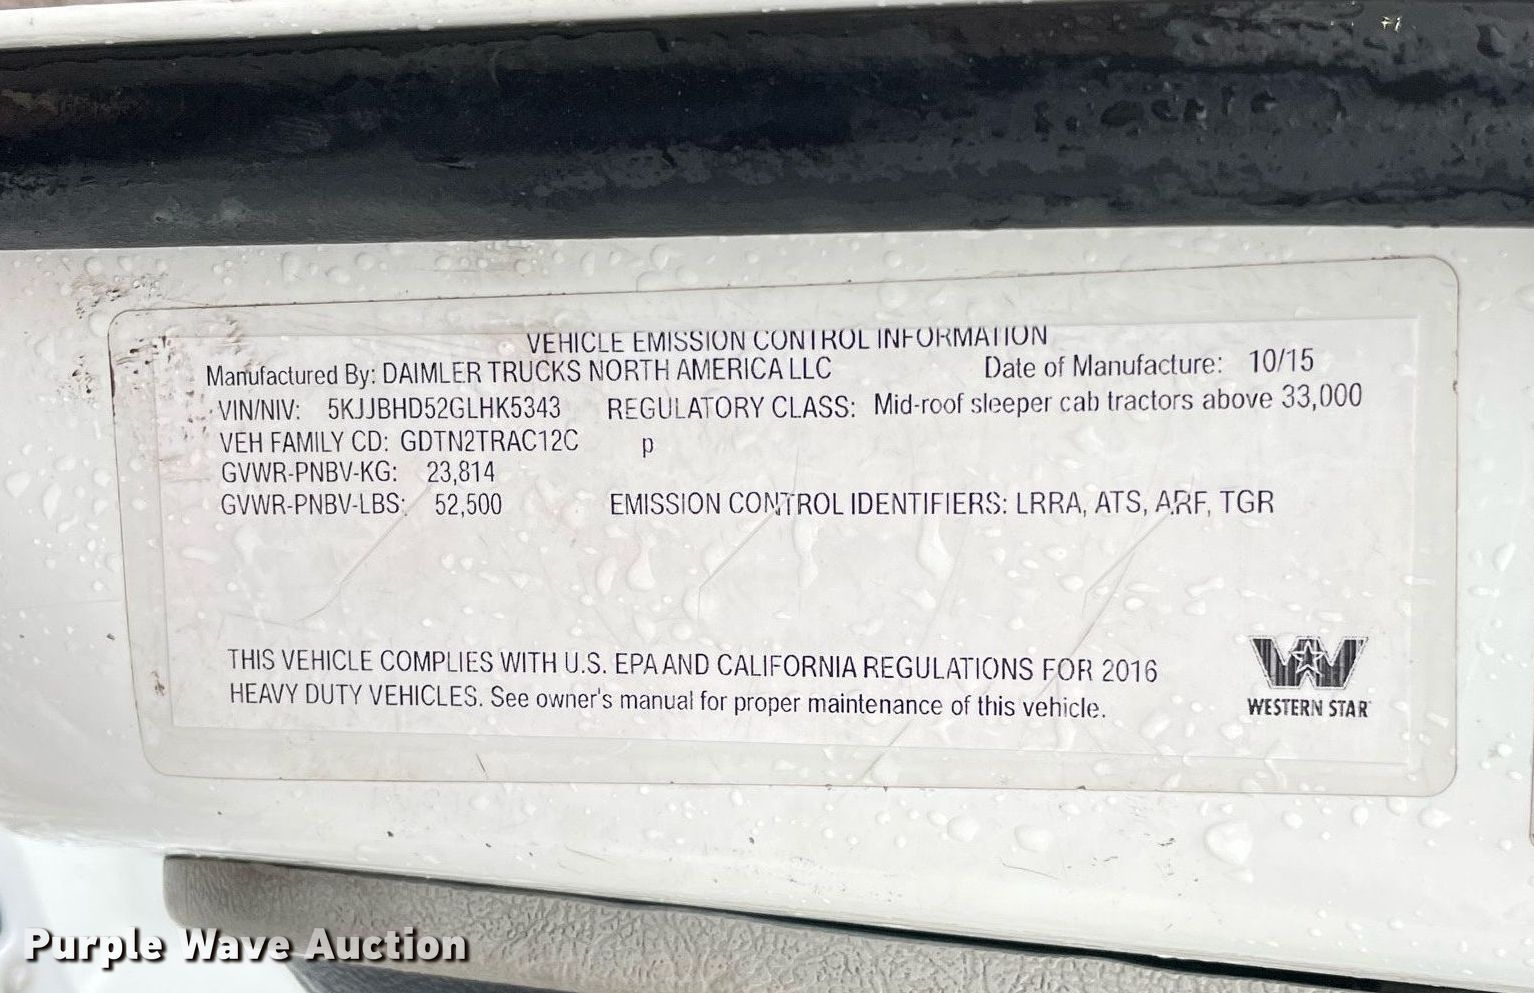 VEHICLE EMISSION CONTROL INFORMATION
Manufactured By: DAIMLER TRUCKS NORTH AMERICA LLC Date of Manufacture: 10/15
VIN/NIV: 5KJJBHD52GLHK5343 REGULATORY CLASS: Mid-roof sleeper cab tractors above 33,000
VEH FAMILY CD: GDTN2TRAC12C p
GVWR-PNBV-KG: 23,814
GVWR-PNBV-LBS: 52,500 EMISSION CONTROL IDENTIFIERS: LRRA, ATS, ARF, TGR
THIS VEHICLE COMPLIES WITH U.S. EPA AND CALIFORNIA REGULATIONS FOR 2016
HEAVY DUTY VEHICLES. See owner's manual for proper maintenance of this vehicle.
WESTERN STAR
Purple Wave Auction